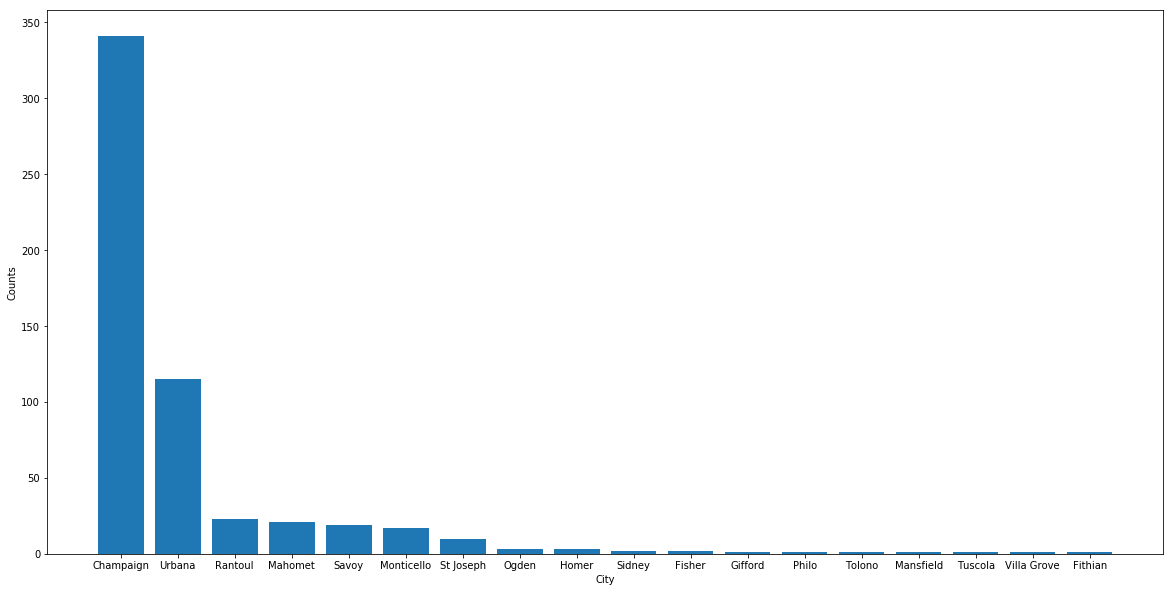 350
300
250
200
150
100
50
0
Counts
Champaign Urbana Rantoul Mahomet Savoy Monticello St Joseph Ogden Homer Sidney Fisher Gifford Philo Tolono Mansfield Tuscola Villa Grove Fithian
City